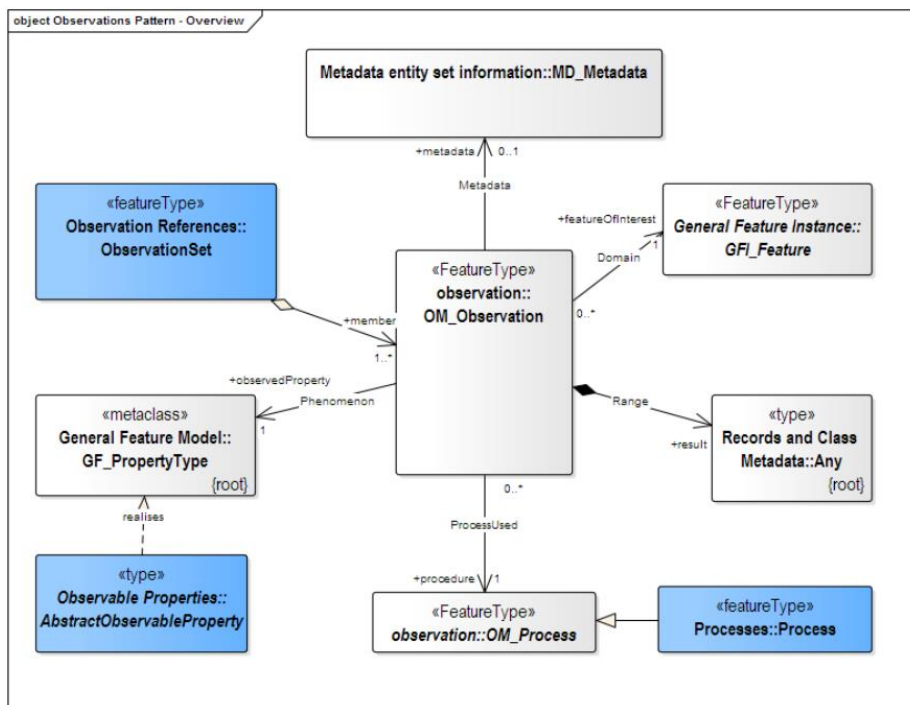 object Observations Pattern - Overview
Metadata entity set information::MD_Metadata
+metadata 0..1
Metadata
«featureType»
Observation References::
ObservationSet
«FeatureType»
General Feature Instance::
GFI_Feature
+featureOfInterest
1
Domain
0..*
«FeatureType»
observation::
OM_Observation
+member
1..*
+observedProperty
Phenomenon
1
«metaclass»
General Feature Model::
GF_PropertyType
{root}
Range
+result
«type»
Records and Class
Metadata::Any
{root}
0..*
ProcessUsed
realises
+procedure 1
«type»
Observable Properties::
AbstractObservableProperty
«FeatureType»
observation::OM_Process
«featureType»
Processes::Process